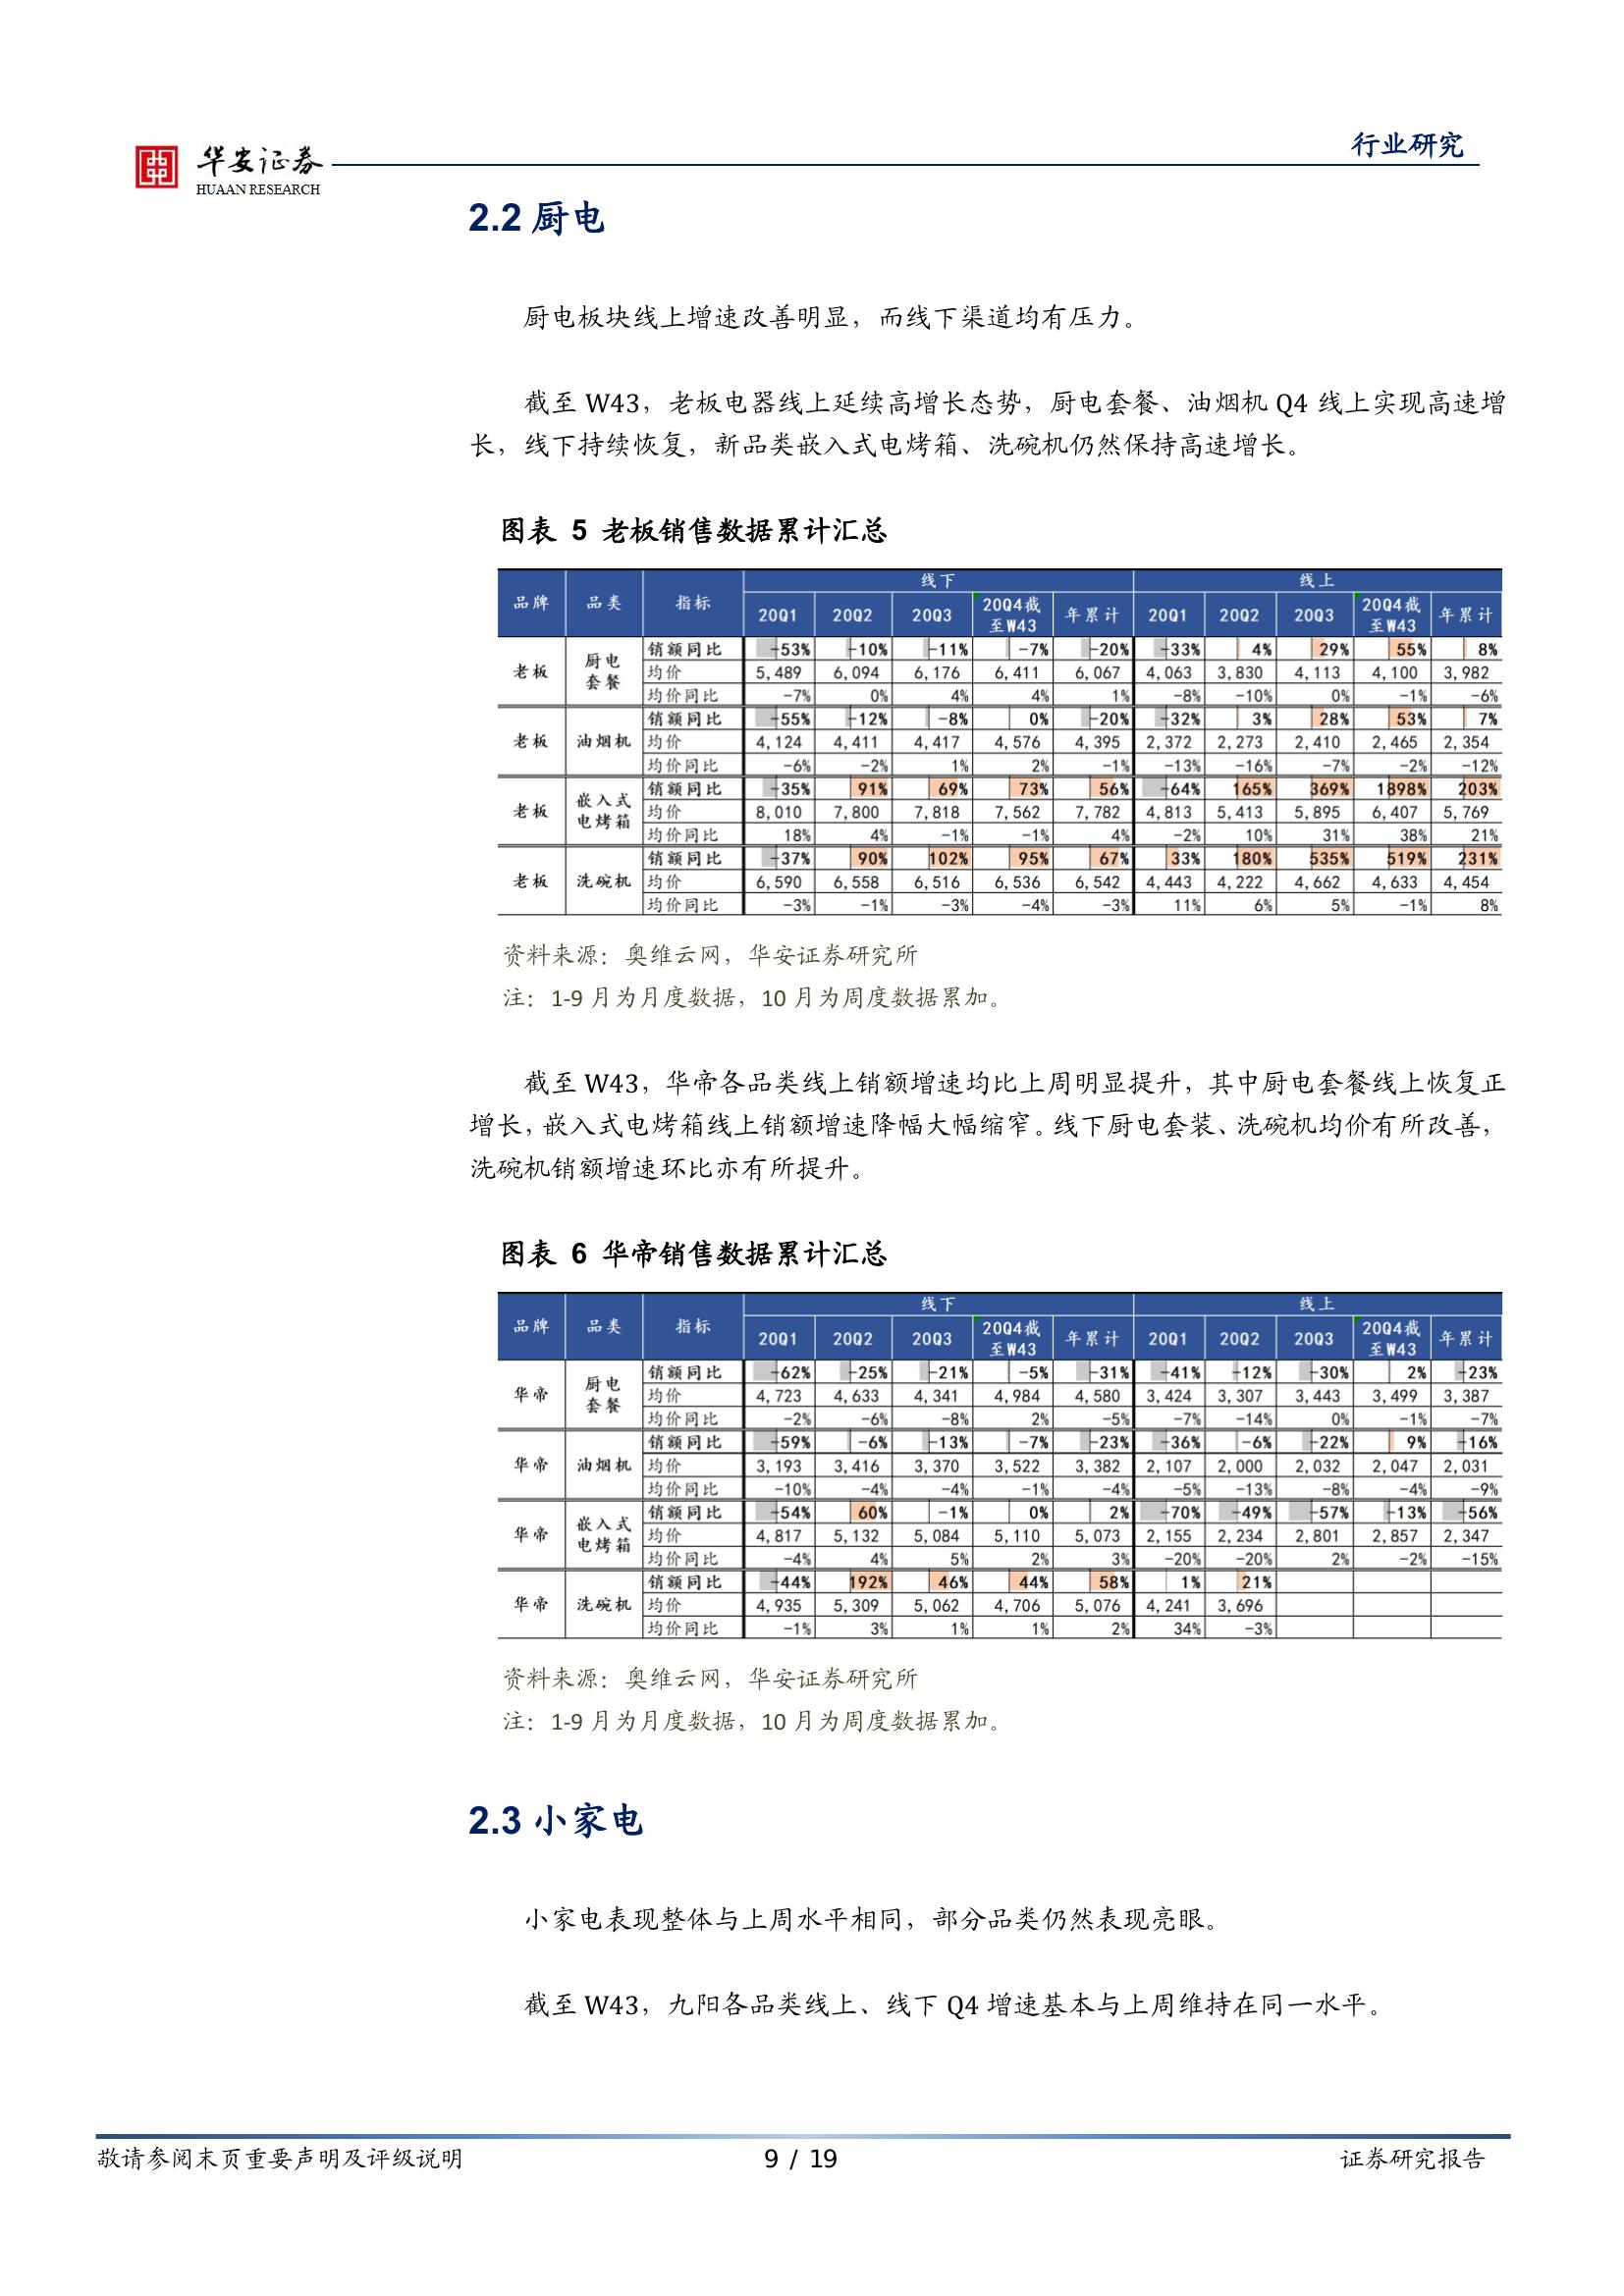 华安证券
HUAAN RESEARCH
行业研究
2.2 厨电
厨电板块线上增速改善明显，而线下渠道均有压力。
截至 W43，老板电器线上延续高增长态势，厨电套餐、油烟机 Q4 线上实现高速增
长，线下持续恢复，新品类嵌入式电烤箱、洗碗机仍然保持高速增长。
图表 5 老板销售数据累计汇总
品牌 品类 指标 线下 线上
20Q1 20Q2 20Q3 20Q4截至W43 年累计 20Q1 20Q2 20Q3 20Q4截至W43 年累计
老板 厨电套餐 销额同比 -53% -10% -11% -7% -20% -33% 4% 29% 55% 8%
均价 5,489 6,094 6,176 6,411 6,067 4,063 3,830 4,113 4,100 3,982
均价同比 -7% 0% 4% 4% 1% -8% -10% 0% -1% -6%
老板 油烟机 销额同比 -55% -12% -8% 0% -20% -32% 3% 28% 53% 7%
均价 4,124 4,411 4,417 4,576 4,395 2,372 2,273 2,410 2,465 2,354
均价同比 -6% -2% 1% 2% -1% -13% -16% -7% -2% -12%
老板 嵌入式电烤箱 销额同比 -35% 91% 69% 73% 56% -64% 165% 369% 1898% 203%
均价 8,010 7,800 7,818 7,562 7,782 4,813 5,413 5,895 6,407 5,769
均价同比 18% 4% -1% -1% 4% -2% 10% 31% 38% 21%
老板 洗碗机 销额同比 -37% 90% 102% 95% 67% 33% 180% 535% 519% 231%
均价 6,590 6,558 6,516 6,536 6,542 4,443 4,222 4,662 4,633 4,454
均价同比 -3% -1% -3% -4% -3% 11% 6% 5% -1% 8%
资料来源：奥维云网，华安证券研究所
注：1-9 月为月度数据，10 月为周度数据累加。
截至 W43，华帝各品类线上销额增速均比上周明显提升，其中厨电套餐线上恢复正
增长，嵌入式电烤箱线上销额增速降幅大幅缩窄。线下厨电套装、洗碗机均价有所改善，
洗碗机销额增速环比亦有所提升。
图表 6 华帝销售数据累计汇总
品牌 品类 指标 线下 线上
20Q1 20Q2 20Q3 20Q4截至W43 年累计 20Q1 20Q2 20Q3 20Q4截至W43 年累计
华帝 厨电套餐 销额同比 -62% -25% -21% -5% -31% -41% -12% -30% 2% -23%
均价 4,723 4,633 4,341 4,984 4,580 3,424 3,307 3,443 3,499 3,387
均价同比 -2% -6% -8% 2% -5% -7% -14% 0% -1% -7%
华帝 油烟机 销额同比 -59% -6% -13% -7% -23% -36% -6% -22% 9% -16%
均价 3,193 3,416 3,370 3,522 3,382 2,107 2,000 2,032 2,047 2,031
均价同比 -10% -4% -4% -1% -4% -5% -13% -8% -4% -9%
华帝 嵌入式电烤箱 销额同比 -54% 60% -1% 0% 2% -70% -49% -57% -13% -56%
均价 4,817 5,132 5,084 5,110 5,073 2,155 2,234 2,801 2,857 2,347
均价同比 -4% 4% 5% 2% 3% -20% -20% 2% -2% -15%
华帝 洗碗机 销额同比 -44% 192% 46% 44% 58% 1% 21%
均价 4,935 5,309 5,062 4,706 5,076 4,241 3,696
均价同比 -1% 3% 1% 1% 2% 34% -3%
资料来源：奥维云网，华安证券研究所
注：1-9 月为月度数据，10 月为周度数据累加。
2.3 小家电
小家电表现整体与上周水平相同，部分品类仍然表现亮眼。
截至 W43，九阳各品类线上、线下 Q4 增速基本与上周维持在同一水平。
敬请参阅末页重要声明及评级说明
9 / 19
证券研究报告